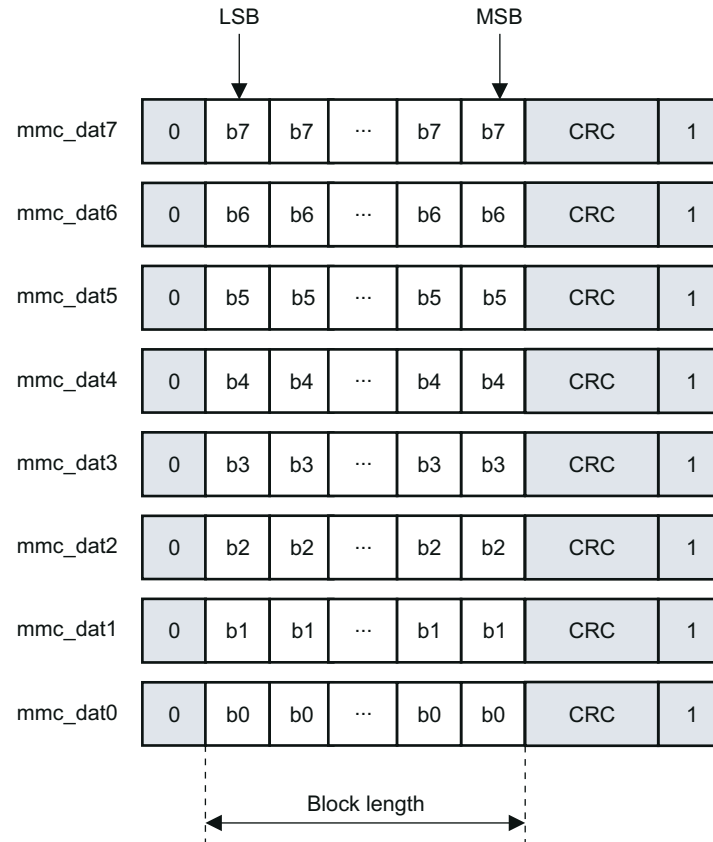 LSB MSB
mmc_dat7 0 b7 b7 ... b7 b7 CRC 1
mmc_dat6 0 b6 b6 ... b6 b6 CRC 1
mmc_dat5 0 b5 b5 ... b5 b5 CRC 1
mmc_dat4 0 b4 b4 ... b4 b4 CRC 1
mmc_dat3 0 b3 b3 ... b3 b3 CRC 1
mmc_dat2 0 b2 b2 ... b2 b2 CRC 1
mmc_dat1 0 b1 b1 ... b1 b1 CRC 1
mmc_dat0 0 b0 b0 ... b0 b0 CRC 1
Block length